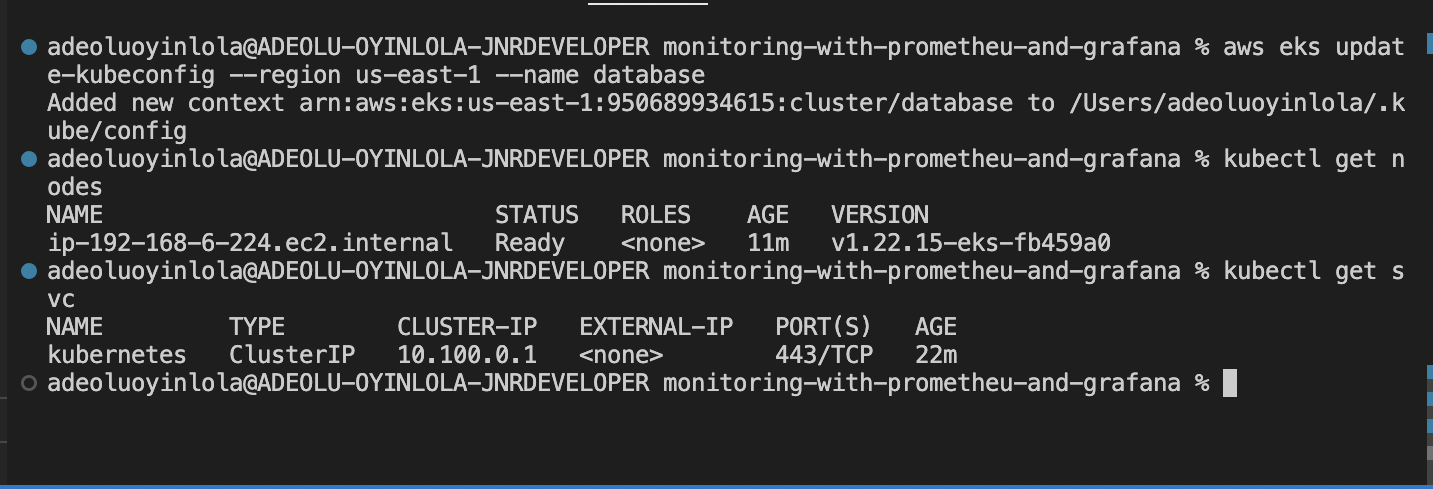 adeoluoyinlola@ADEOLU-OYINLOLA-JNRDEVELOPER monitoring-with-prometheu-and-grafana % aws eks updat
e-kubeconfig --region us-east-1 --name database
Added new context arn:aws:eks:us-east-1:950689934615:cluster/database to /Users/adeoluoyinlola/.k
ube/config
adeoluoyinlola@ADEOLU-OYINLOLA-JNRDEVELOPER monitoring-with-prometheu-and-grafana % kubectl get n
odes
NAME                          STATUS   ROLES    AGE   VERSION
ip-192-168-6-224.ec2.internal   Ready    <none>   11m   v1.22.15-eks-fb459a0
adeoluoyinlola@ADEOLU-OYINLOLA-JNRDEVELOPER monitoring-with-prometheu-and-grafana % kubectl get s
vc
NAME         TYPE        CLUSTER-IP   EXTERNAL-IP   PORT(S)   AGE
kubernetes   ClusterIP   10.100.0.1   <none>        443/TCP   22m
adeoluoyinlola@ADEOLU-OYINLOLA-JNRDEVELOPER monitoring-with-prometheu-and-grafana %